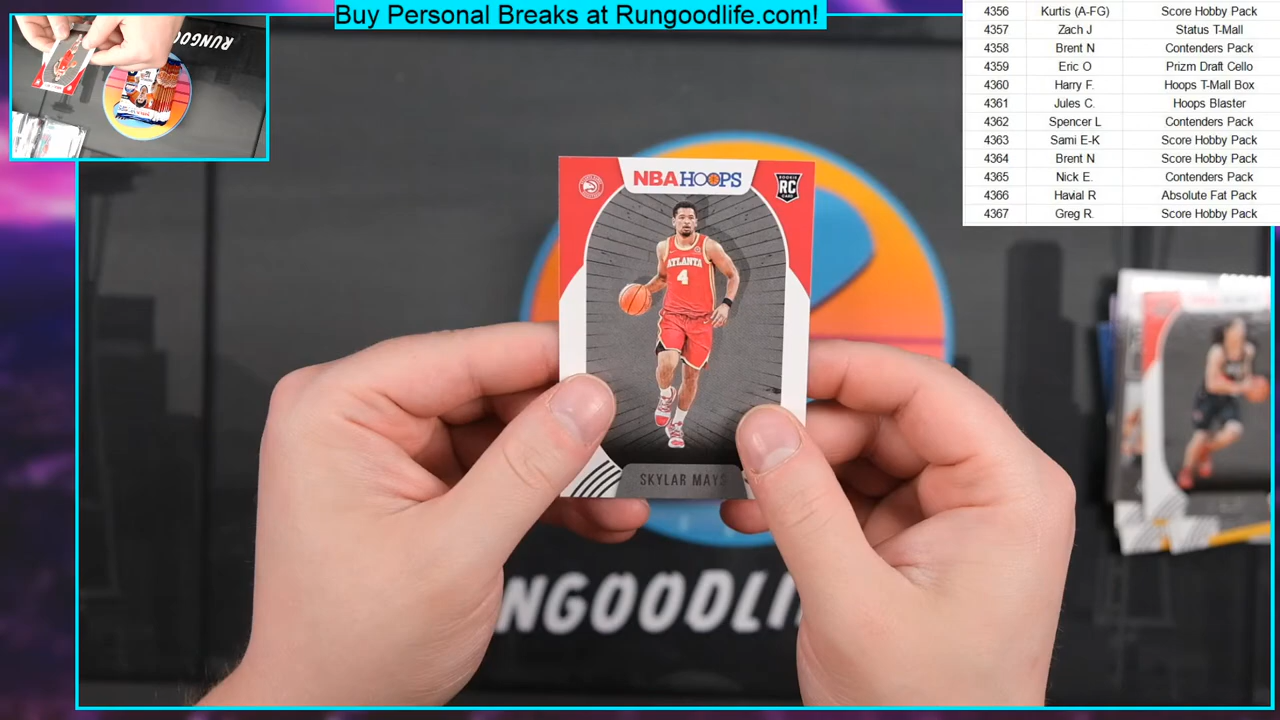 Buy Personal Breaks at Rungoodlife.com!
4356 Kurtis (A-FG) Score Hobby Pack
4357 Zach J Status T-Mall
4358 Brent N Contenders Pack
4359 Eric O Prizm Draft Cello
4360 Harry F. Hoops T-Mall Box
4361 Jules C. Hoops Blaster
4362 Spencer L Contenders Pack
4363 Sami E-K Score Hobby Pack
4364 Brent N Score Hobby Pack
4365 Nick E. Contenders Pack
4366 Havial R Absolute Fat Pack
4367 Greg R. Score Hobby Pack
RUNGOOD
NBA HOOPS
RC
ATLANTA
4
SKYLAR MAYS
NGOODLI